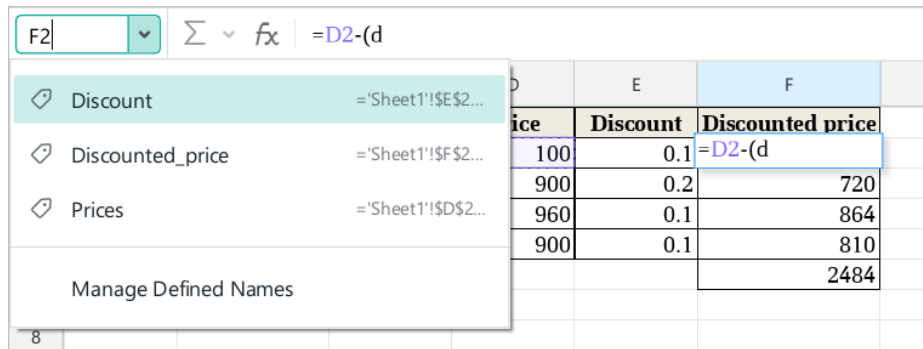 F2 Σ fx =D2-(d
D E F
Discount ='Sheet1'!$E$2...
Discounted_price ='Sheet1'!$F$2...
Prices ='Sheet1'!$D$2...
Manage Defined Names
ice Discount Discounted price
100 0.1 =D2-(d
900 0.2 720
960 0.1 864
900 0.1 810
2484
8